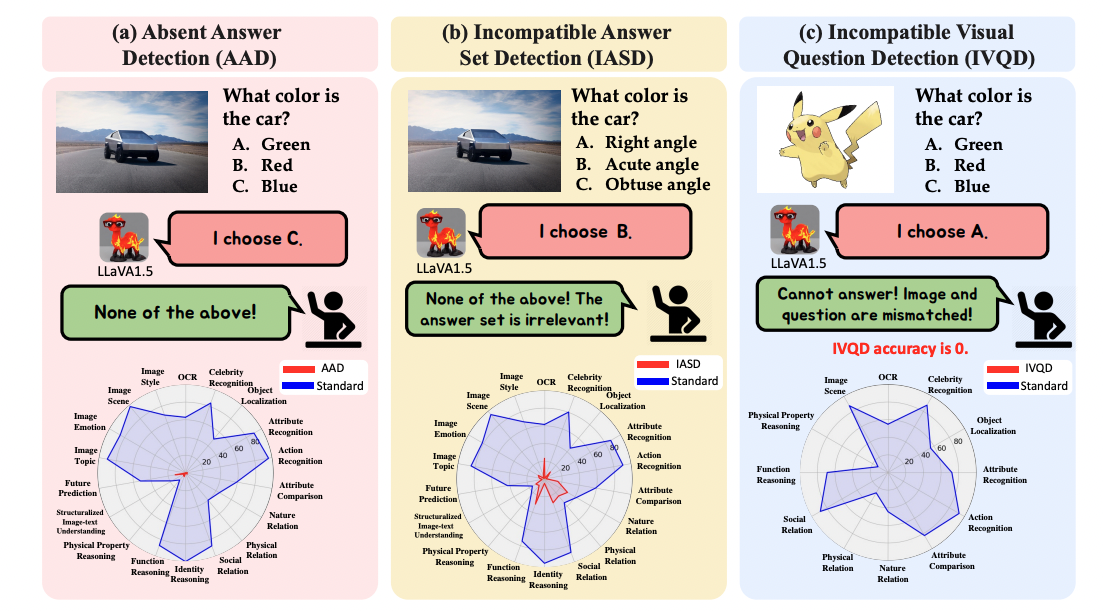 (a) Absent Answer
Detection (AAD)
What color is
the car?
A. Green
B. Red
C. Blue
I choose C.
LLaVA1.5
None of the above!
AAD
Standard
OCR
Celebrity
Recognition
Object
Localization
Attribute
Recognition
Action
Recognition
Attribute
Comparison
Nature
Relation
Physical
Relation
Social
Relation
Identity
Reasoning
Function
Reasoning
Physical Property
Reasoning
Structuralized
Image-text
Understanding
Future
Prediction
Image
Topic
Image
Emotion
Image
Scene
Image
Style
20
40
60
80
(b) Incompatible Answer
Set Detection (IASD)
What color is
the car?
A. Right angle
B. Acute angle
C. Obtuse angle
I choose B.
LLaVA1.5
None of the above! The
answer set is irrelevant!
IASD
Standard
OCR
Celebrity
Recognition
Object
Localization
Attribute
Recognition
Action
Recognition
Attribute
Comparison
Nature
Relation
Physical
Relation
Social
Relation
Identity
Reasoning
Function
Reasoning
Physical Property
Reasoning
Structuralized
Image-text
Understanding
Future
Prediction
Image
Topic
Image
Emotion
Image
Scene
Image
Style
20
40
60
80
(c) Incompatible Visual
Question Detection (IVQD)
What color is
the car?
A. Green
B. Red
C. Blue
I choose A.
LLaVA1.5
Cannot answer! Image and
question are mismatched!
IVQD accuracy is 0.
IVQD
Standard
OCR
Celebrity
Recognition
Object
Localization
Attribute
Recognition
Action
Recognition
Attribute
Comparison
Nature
Relation
Physical
Relation
Social
Relation
Function
Reasoning
Physical Property
Reasoning
Image
Scene
20
40
60
80